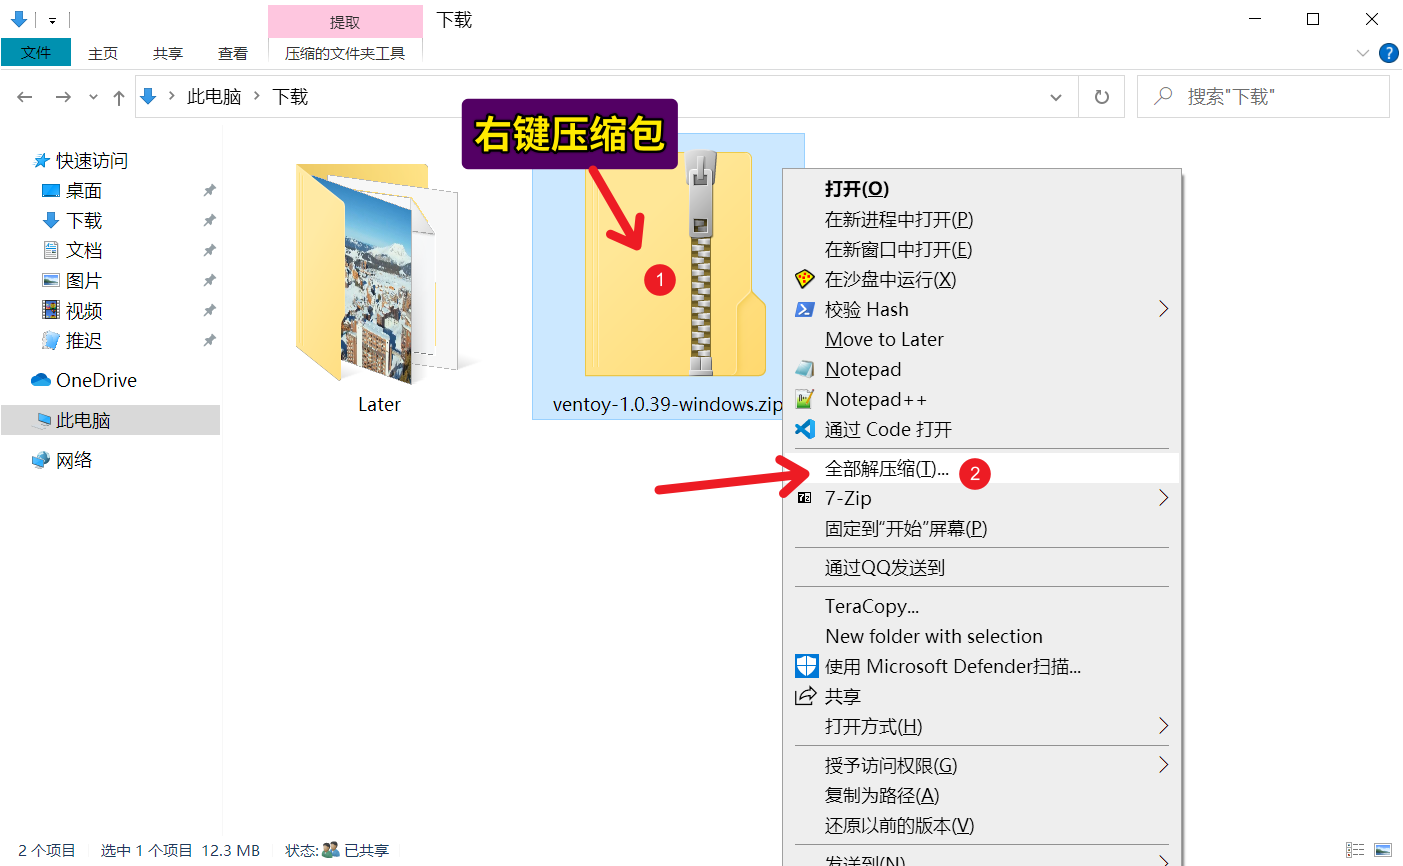 提取
下载
文件
主页
共享
查看
压缩的文件夹工具
?
此电脑
下载
搜索"下载"
右键压缩包
快速访问
桌面
下载
文档
图片
视频
推迟
OneDrive
此电脑
网络
1
Later
ventoy-1.0.39-windows.zip
打开(O)
在新进程中打开(P)
在新窗口中打开(E)
在沙盘中运行(X)
校验 Hash
Move to Later
Notepad
Notepad++
通过 Code 打开
全部解压缩(T)...
2
7-Zip
固定到“开始”屏幕(P)
通过QQ发送到
TeraCopy...
New folder with selection
使用 Microsoft Defender扫描...
共享
打开方式(H)
授予访问权限(G)
复制为路径(A)
还原以前的版本(V)
发送到(N)
2 个项目
选中 1 个项目 12.3 MB
状态: 已共享